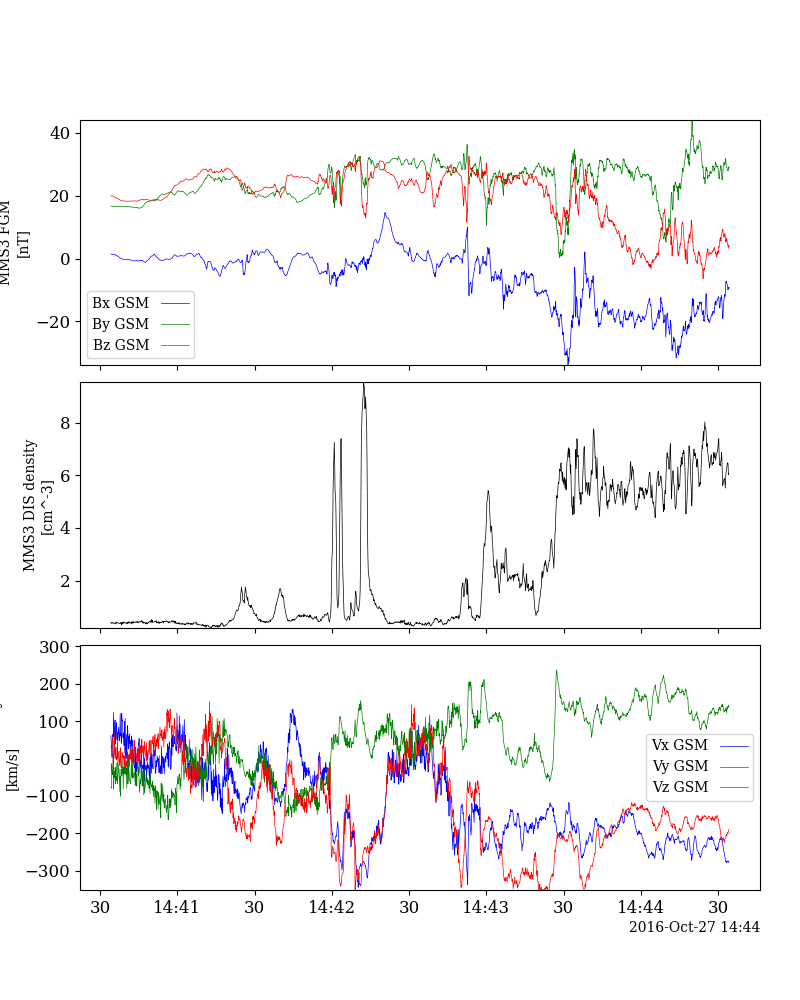 MMS3 FGM
[nT]
40
20
0
−20
Bx GSM
By GSM
Bz GSM
MMS3 DIS density
[cm^-3]
8
6
4
2
[km/s]
300
200
100
0
−100
−200
−300
Vx GSM
Vy GSM
Vz GSM
30 14:41 30 14:42 30 14:43 30 14:44 30
2016-Oct-27 14:44